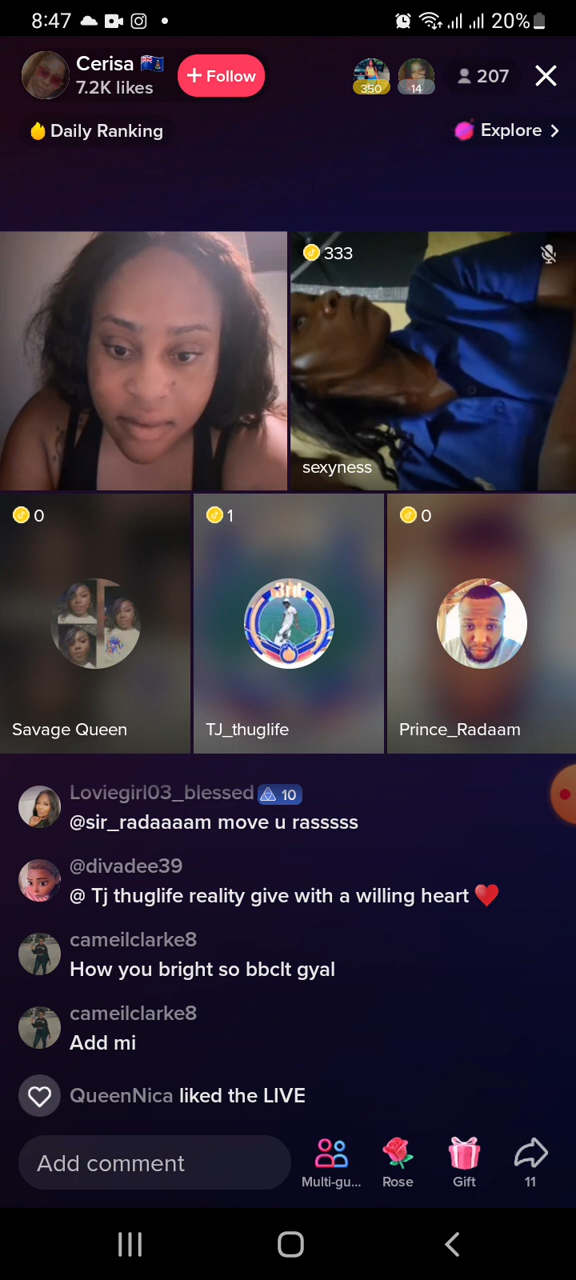 8:47
20%
Cerisa
7.2K likes
+ Follow
350
14
207
Daily Ranking
Explore >
333
sexyness
0
1
0
3rd
Savage Queen
TJ_thuglife
Prince_Radaam
Loviegirl03_blessed 10
@sir_radaaaam move u rasssss
@divadee39
@ Tj thuglife reality give with a willing heart ❤️
cameilclarke8
How you bright so bbclt gyal
cameilclarke8
Add mi
QueenNica liked the LIVE
Add comment
Multi-gu...
Rose
Gift
11